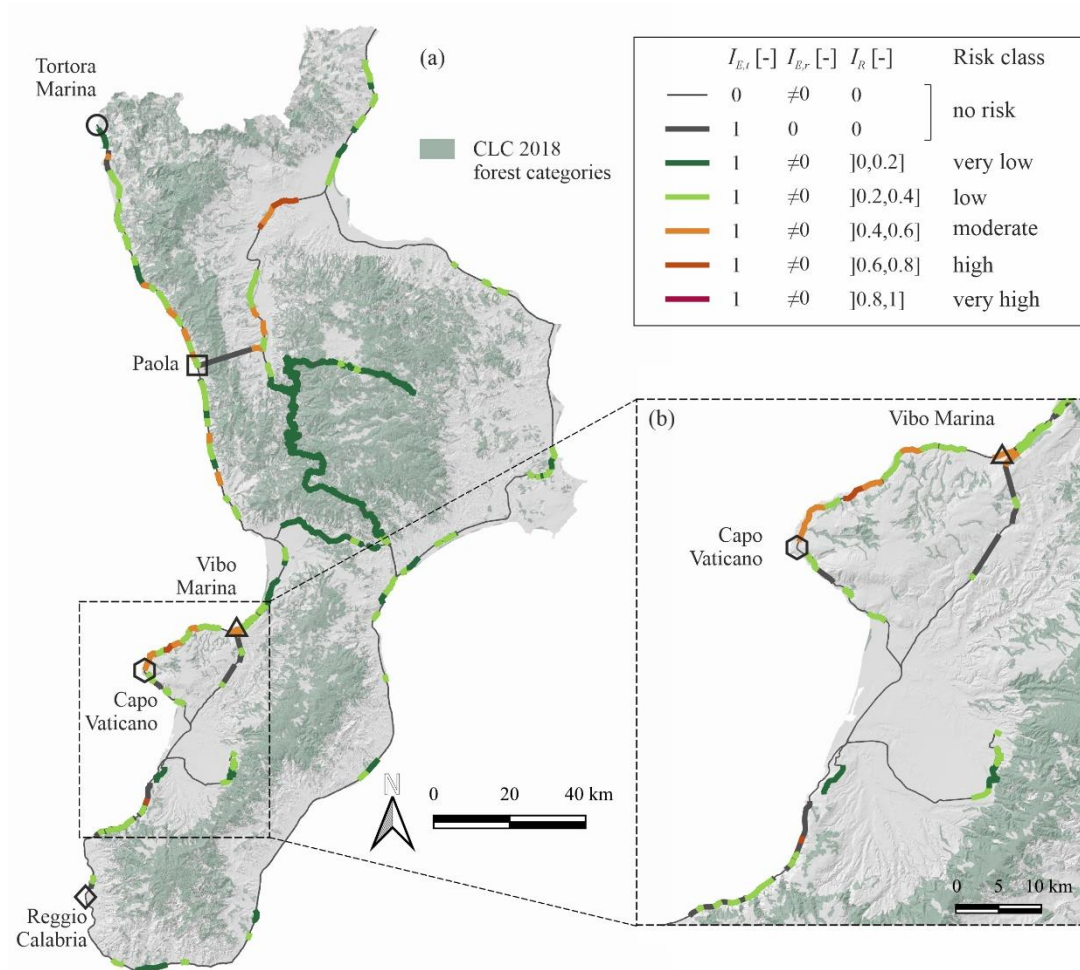 (a)
Tortora
Marina
CLC 2018
forest categories
Paola
Vibo
Marina
Capo
Vaticano
N
0 20 40 km
Reggio
Calabria
I_{E,t} [-] I_{E,r} [-] I_R [-] Risk class
0 ≠0 0
no risk
1 0 0
1 ≠0 ]0,0.2] very low
1 ≠0 ]0.2,0.4] low
1 ≠0 ]0.4,0.6] moderate
1 ≠0 ]0.6,0.8] high
1 ≠0 ]0.8,1] very high
(b)
Vibo Marina
Capo
Vaticano
0 5 10 km